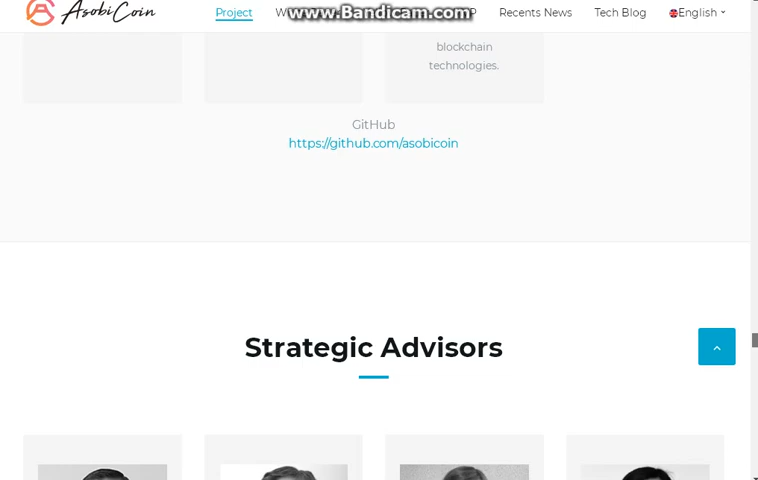 AsobiCoin
Project
www.Bandicam.com
Recents News
Tech Blog
English
blockchain
technologies.
GitHub
https://github.com/asobicoin
Strategic Advisors